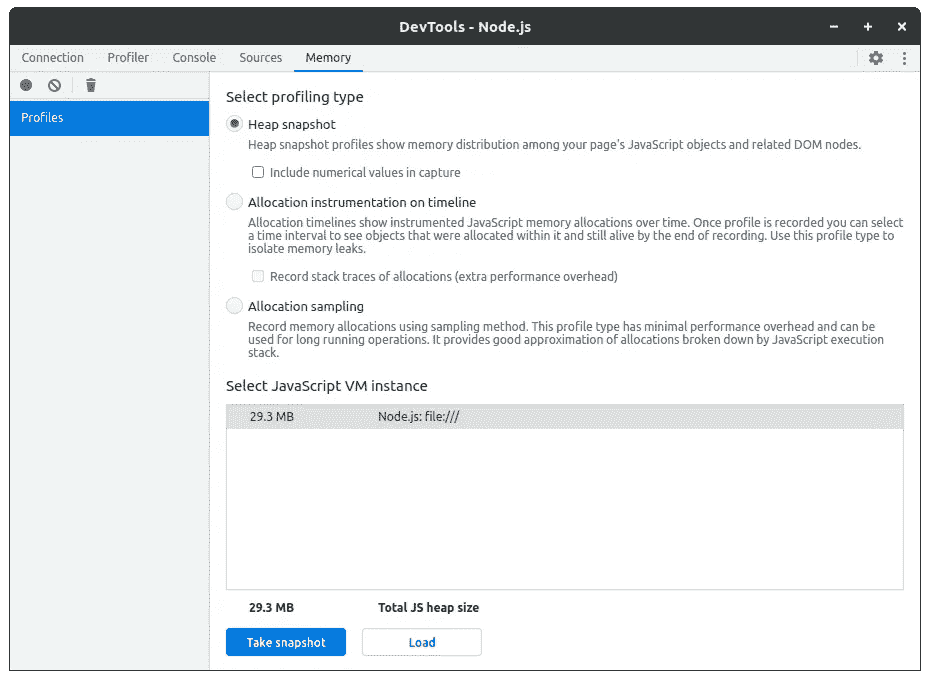 DevTools - Node.js
Connection Profiler Console Sources Memory
Profiles
Select profiling type
Heap snapshot
Heap snapshot profiles show memory distribution among your page's JavaScript objects and related DOM nodes.
Include numerical values in capture
Allocation instrumentation on timeline
Allocation timelines show instrumented JavaScript memory allocations over time. Once profile is recorded you can select
a time interval to see objects that were allocated within it and still alive by the end of recording. Use this profile type to
isolate memory leaks.
Record stack traces of allocations (extra performance overhead)
Allocation sampling
Record memory allocations using sampling method. This profile type has minimal performance overhead and can be
used for long running operations. It provides good approximation of allocations broken down by JavaScript execution
stack.
Select JavaScript VM instance
29.3 MB Node.js: file:///
29.3 MB Total JS heap size
Take snapshot Load